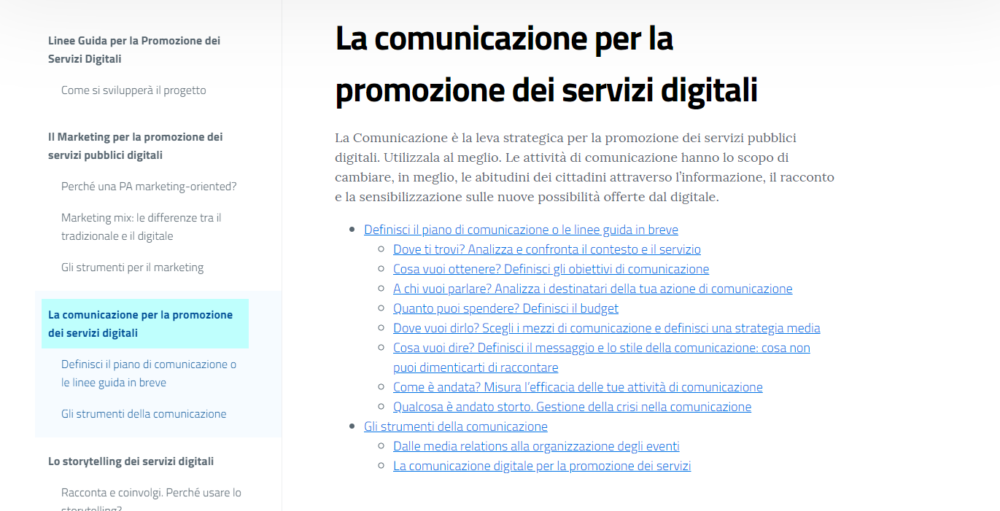 Linee Guida per la Promozione dei
Servizi Digitali
Come si svilupperà il progetto
Il Marketing per la promozione dei
servizi pubblici digitali
Perché una PA marketing-oriented?
Marketing mix: le differenze tra il
tradizionale e il digitale
Gli strumenti per il marketing
La comunicazione per la promozione
dei servizi digitali
Definisci il piano di comunicazione o
le linee guida in breve
Gli strumenti della comunicazione
Lo storytelling dei servizi digitali
Racconta e coinvolgi. Perché usare lo
storytelling?
La comunicazione per la
promozione dei servizi digitali
La Comunicazione è la leva strategica per la promozione dei servizi pubblici
digitali. Utilizzala al meglio. Le attività di comunicazione hanno lo scopo di
cambiare, in meglio, le abitudini dei cittadini attraverso l’informazione, il racconto
e la sensibilizzazione sulle nuove possibilità offerte dal digitale.
Definisci il piano di comunicazione o le linee guida in breve
Dove ti trovi? Analizza e confronta il contesto e il servizio
Cosa vuoi ottenere? Definisci gli obiettivi di comunicazione
A chi vuoi parlare? Analizza i destinatari della tua azione di comunicazione
Quanto puoi spendere? Definisci il budget
Dove vuoi dirlo? Scegli i mezzi di comunicazione e definisci una strategia media
Cosa vuoi dire? Definisci il messaggio e lo stile della comunicazione: cosa non
puoi dimenticarti di raccontare
Come è andata? Misura l’efficacia delle tue attività di comunicazione
Qualcosa è andato storto. Gestione della crisi nella comunicazione
Gli strumenti della comunicazione
Dalle media relations alla organizzazione degli eventi
La comunicazione digitale per la promozione dei servizi